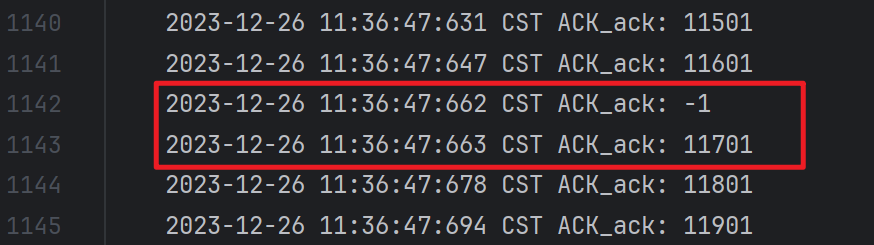 1140 2023-12-26 11:36:47:631 CST ACK_ack: 11501
1141 2023-12-26 11:36:47:647 CST ACK_ack: 11601
1142 2023-12-26 11:36:47:662 CST ACK_ack: -1
1143 2023-12-26 11:36:47:663 CST ACK_ack: 11701
1144 2023-12-26 11:36:47:678 CST ACK_ack: 11801
1145 2023-12-26 11:36:47:694 CST ACK_ack: 11901